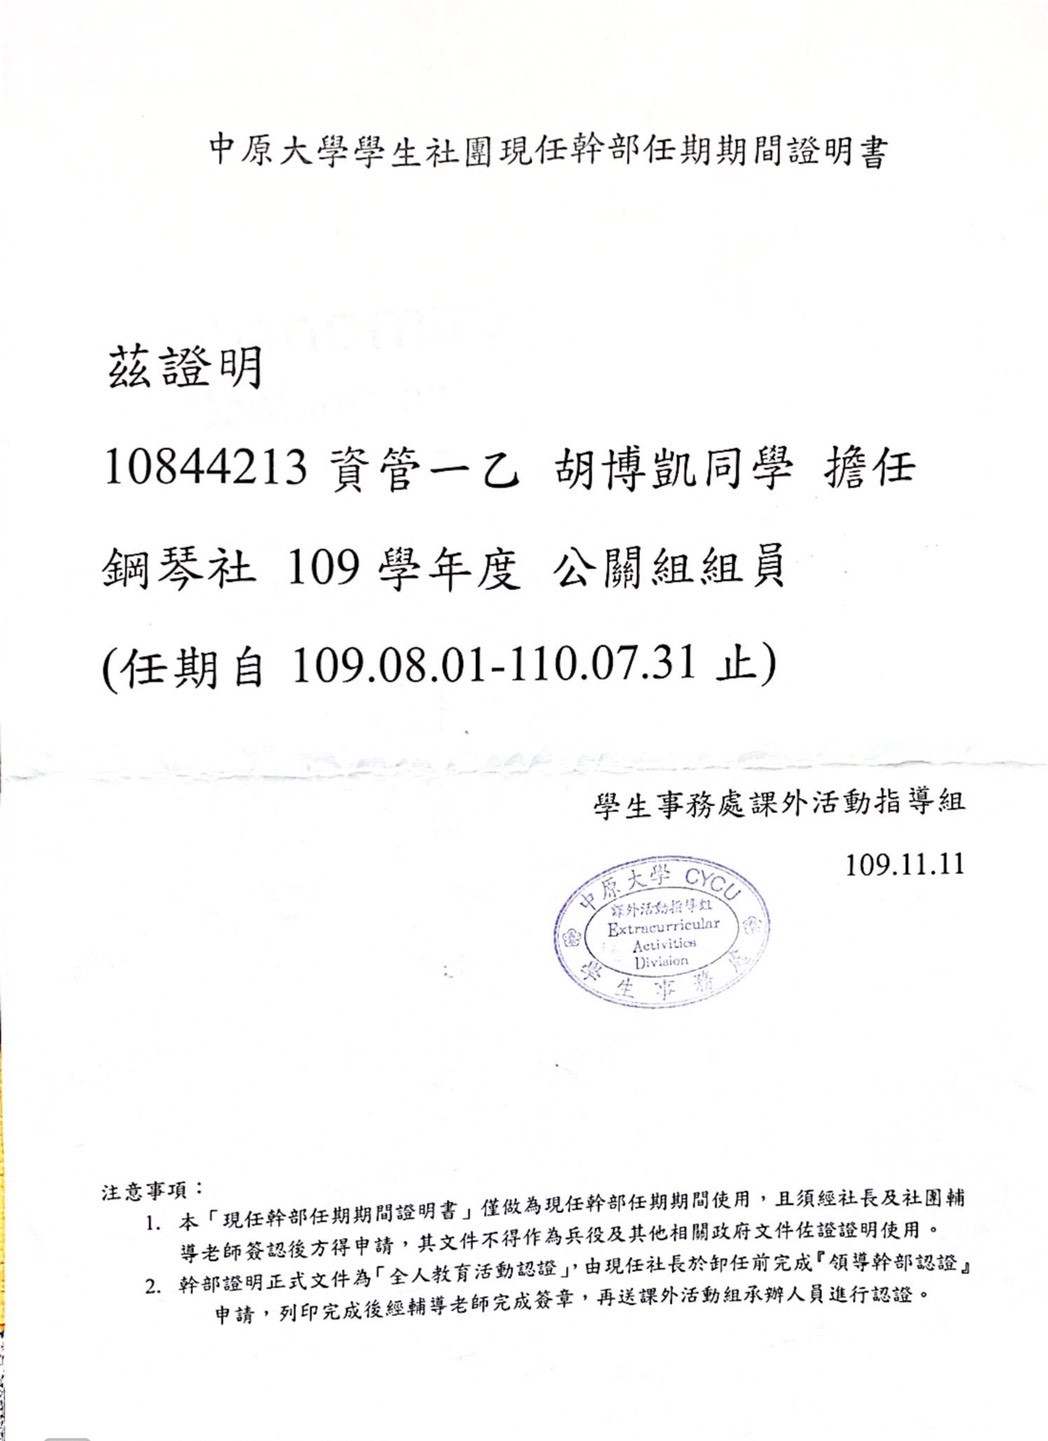 中原大學學生社團現任幹部任期期間證明書
茲證明
10844213 資管一乙 胡博凱同學 擔任
鋼琴社 109 學年度 公關組組員
(任期自 109.08.01-110.07.31 止)
學生事務處課外活動指導組
109.11.11
中原大學 CYCU
課外活動指導組
Extracurricular
Activities
Division
學生事務處
注意事項：
1. 本「現任幹部任期期間證明書」僅做為現任幹部任期期間使用，且須經社長及社團輔
導老師簽認後方得申請，其文件不得作為兵役及其他相關政府文件佐證證明使用。
2. 幹部證明正式文件為「全人教育活動認證」，由現任社長於卸任前完成『領導幹部認證』
申請，列印完成後經輔導老師完成簽章，再送課外活動組承辦人員進行認證。